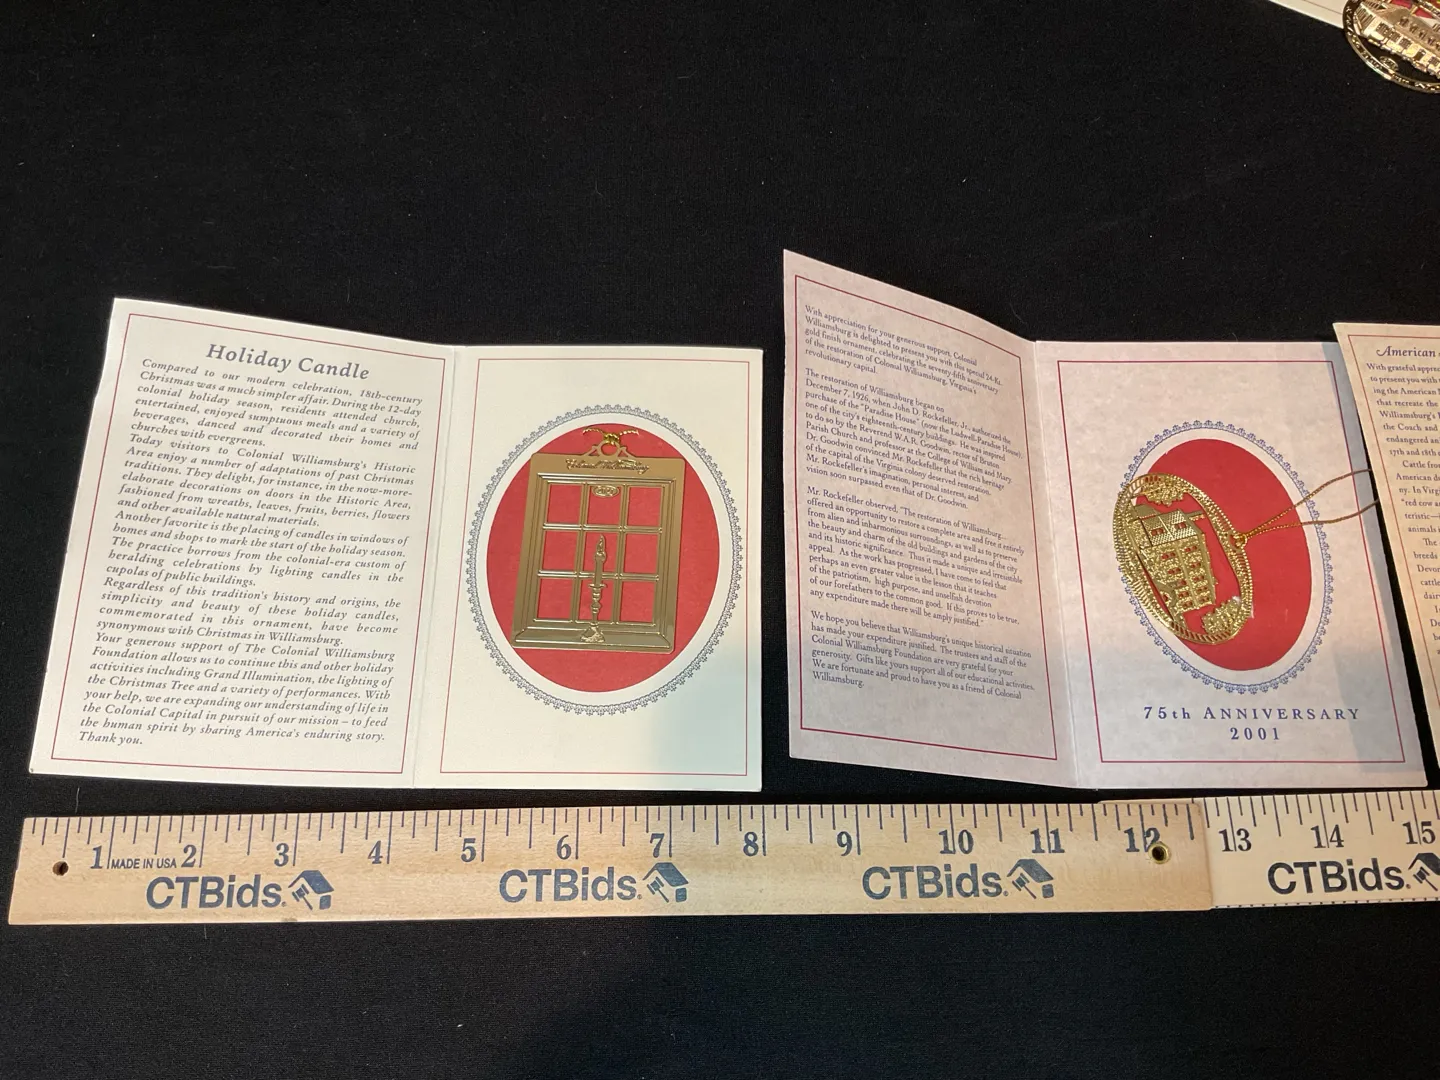 Holiday Candle
Compared to our modern celebration, 18th-century
Christmas was a much simpler affair. During the 12-day
colonial holiday season, residents attended church,
entertained, enjoyed sumptuous meals and a variety of
beverages, danced and decorated their homes and
churches with evergreens.
Today visitors to Colonial Williamsburg's Historic
Area enjoy a number of adaptations of past Christmas
traditions. They delight, for instance, in the now-more-
elaborate decorations on doors in the Historic Area,
fashioned from wreaths, leaves, fruits, berries, flowers
and other available natural materials.
Another favorite is the placing of candles in windows of
homes and shops to mark the start of the holiday season.
The practice borrows from the colonial-era custom of
heralding celebrations by lighting candles in the
cupolas of public buildings.
Regardless of this tradition's history and origins, the
simplicity and beauty of these holiday candles,
commemorated in this ornament, have become
synonymous with Christmas in Williamsburg.
Your generous support of The Colonial Williamsburg
Foundation allows us to continue this and other holiday
activities including Grand Illumination, the lighting of
the Christmas Tree and a variety of performances. With
your help, we are expanding our understanding of life in
the Colonial Capital in pursuit of our mission – to feed
the human spirit by sharing America's enduring story.
Thank you.
With appreciation for your generous support, Colonial
Williamsburg is delighted to present you with this special 24-Kt.
gold finish ornament, celebrating the seventy-fifth anniversary
of the restoration of Colonial Williamsburg, Virginia's
revolutionary capital.
The restoration of Williamsburg began on
December 7, 1926, when John D. Rockefeller, Jr., authorized the
purchase of the "Paradise House" (now the Ludwell-Paradise House),
one of the city's eighteenth-century buildings. He was inspired
to do so by the Reverend W.A.R. Goodwin, rector of Bruton
Parish Church and professor at the College of William and Mary.
Dr. Goodwin convinced Mr. Rockefeller that the rich heritage
of the capital of the Virginia colony deserved restoration.
Mr. Rockefeller's imagination, personal interest, and
vision soon surpassed even that of Dr. Goodwin.
Mr. Rockefeller observed, "The restoration of Williamsburg...
offered an opportunity to restore a complete area and free it entirely
from alien and inharmonious surroundings, as well as to preserve
the beauty and charm of the old buildings and gardens of the city
and its historic significance. Thus it made a unique and irresistible
appeal. As the work has progressed, I have come to feel that
perhaps an even greater value is the lesson that it teaches
of the patriotism, high purpose, and unselfish devotion
of our forefathers to the common good. If this proves to be true,
any expenditure made there will be amply justified."
We hope you believe that Williamsburg's unique historical situation
has made your expenditure justified. The trustees and staff of the
Colonial Williamsburg Foundation are very grateful for your
generosity. Gifts like yours support all of our educational activities.
We are fortunate and proud to have you as a friend of Colonial
Williamsburg.
75th ANNIVERSARY
2001
American
With grateful appre
to present you with
ing the American
that recreate the
Williamsburg's
the Coach and
endangered an
17th and 18th
Cattle fro
American d
ny. In Virg
"red cow
teristic—
animals
The
breeds
Devo
cattle
dair
1 MADE IN USA 2 3 4 5 6 7 8 9 10 11 12 13 14 15
CTBids. CTBids. CTBids. CTBids.